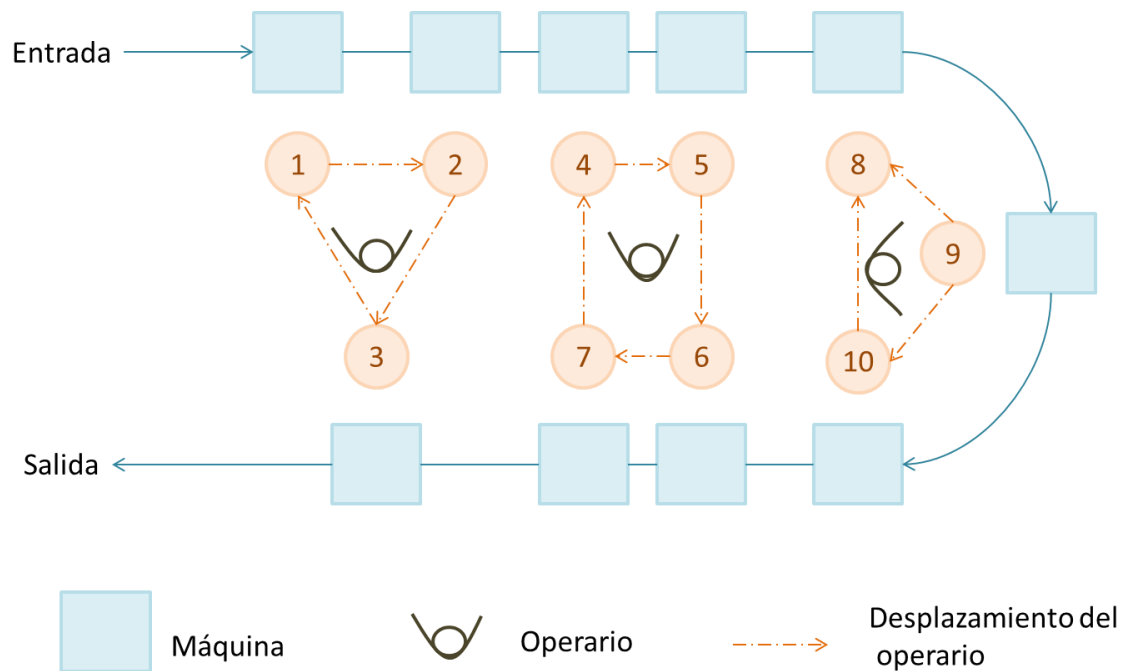 Entrada
1
2
4
5
8
9
3
7
6
10
Salida
Máquina
Operario
Desplazamiento del
operario